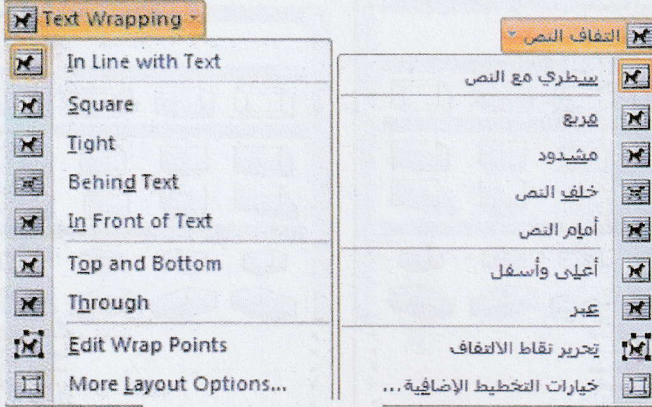 Text Wrapping
In Line with Text
Square
Tight
Behind Text
In Front of Text
Top and Bottom
Through
Edit Wrap Points
More Layout Options...
التفاف النص
سطري مع النص
مربع
مشدود
خلف النص
أمام النص
أعلى وأسفل
عبر
تحرير نقاط الالتفاف
خيارات التخطيط الإضافية...